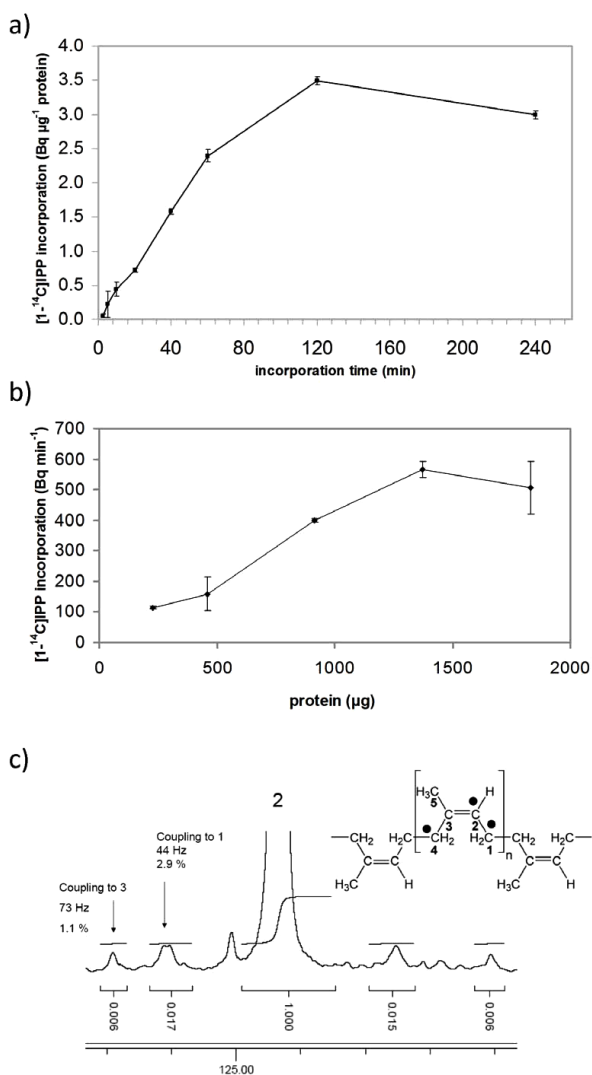 a)
[1-¹⁴C]IPP incorporation (Bq µg⁻¹ protein)
4.0
3.5
3.0
2.5
2.0
1.5
1.0
0.5
0.0
0 40 80 120 160 200 240
incorporation time (min)
b)
[1-¹⁴C]IPP incorporation (Bq min⁻¹)
700
600
500
400
300
200
100
0
0 500 1000 1500 2000
protein (µg)
c)
2
Coupling to 1
44 Hz
2.9 %
Coupling to 3
73 Hz
1.1 %
H₃C 5 H
3 2
CH₂ H₂C CH₂ H₂C CH₂ CH₂
4 1 n
H₃C H H₃C H
0.006 0.017 1.000 0.015 0.006
125.00